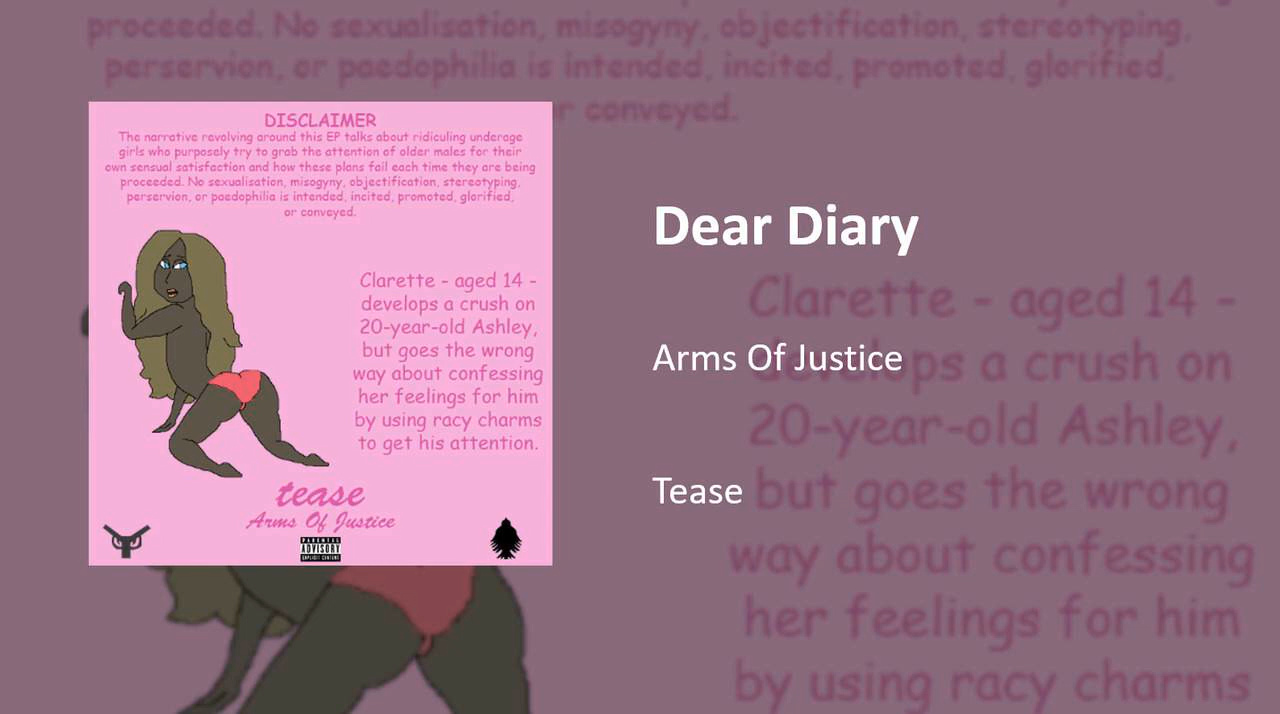 proceeded. No sexualisation, misogyny, objectification, stereotyping,
perservion, or paedophilia is intended, incited, promoted, glorified,
or conveyed.
DISCLAIMER
The narrative revolving around this EP talks about ridiculing underage
girls who purposely try to grab the attention of older males for their
own sensual satisfaction and how these plans fail each time they are being
proceeded. No sexualisation, misogyny, objectification, stereotyping,
perservion, or paedophilia is intended, incited, promoted, glorified,
or conveyed.
Clarette - aged 14 -
develops a crush on
20-year-old Ashley,
but goes the wrong
way about confessing
her feelings for him
by using racy charms
to get his attention.
tease
Arms Of Justice
PARENTAL
ADVISORY
EXPLICIT CONTENT
Dear Diary
Arms Of Justice
Tease
Clarette - aged 14 -
develops a crush on
20-year-old Ashley,
but goes the wrong
way about confessing
her feelings for him
by using racy charms